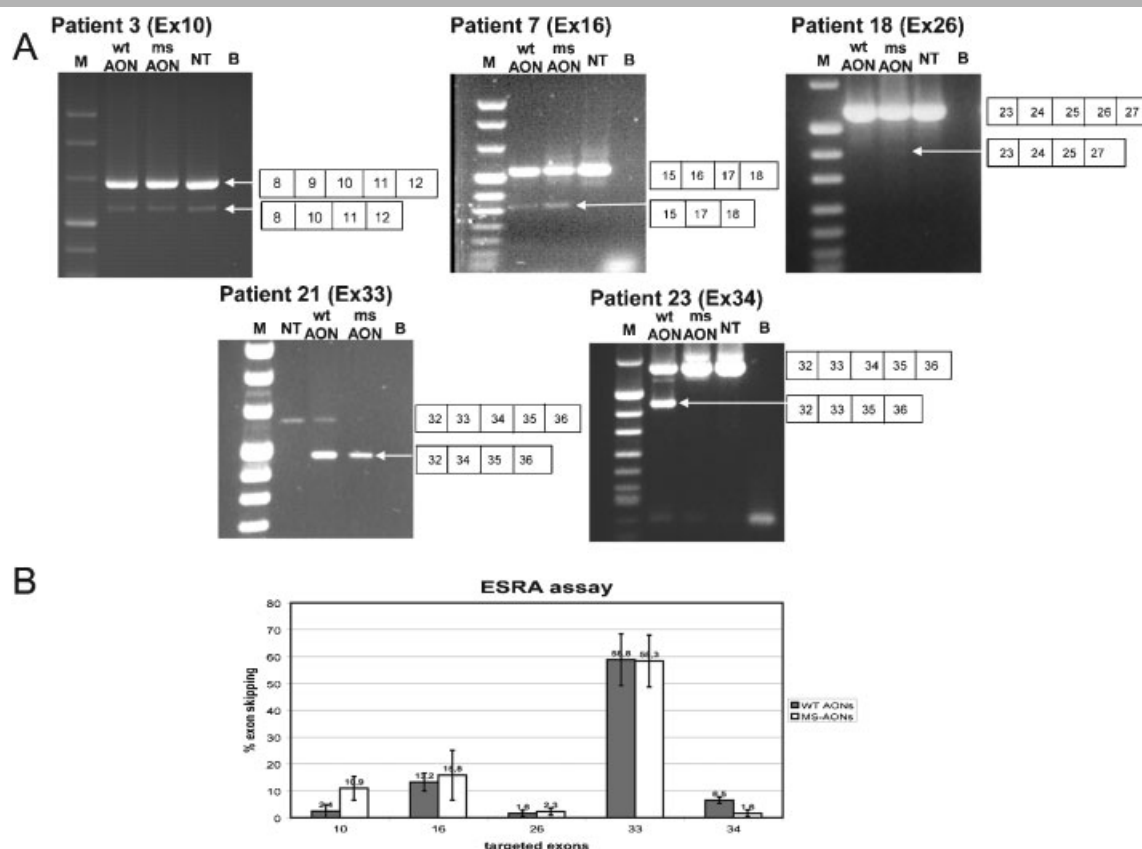 A
Patient 3 (Ex10)
M wt AON ms AON NT B
8 9 10 11 12
8 10 11 12
Patient 7 (Ex16)
M wt AON ms AON NT B
15 16 17 18
15 17 18
Patient 18 (Ex26)
M wt AON ms AON NT B
23 24 25 26 27
23 24 25 27
Patient 21 (Ex33)
M NT wt AON ms AON B
32 33 34 35 36
32 34 35 36
Patient 23 (Ex34)
M wt AON ms AON NT B
32 33 34 35 36
32 33 35 36
B
ESRA assay
% exon skipping
80
70
60
50
40
30
20
10
0
2,4 10,9 13,2 15,8 1,6 2,3 58,8 6,5 1,6
10 16 26 33 34
targeted exons
WT AONs
MS-AONs